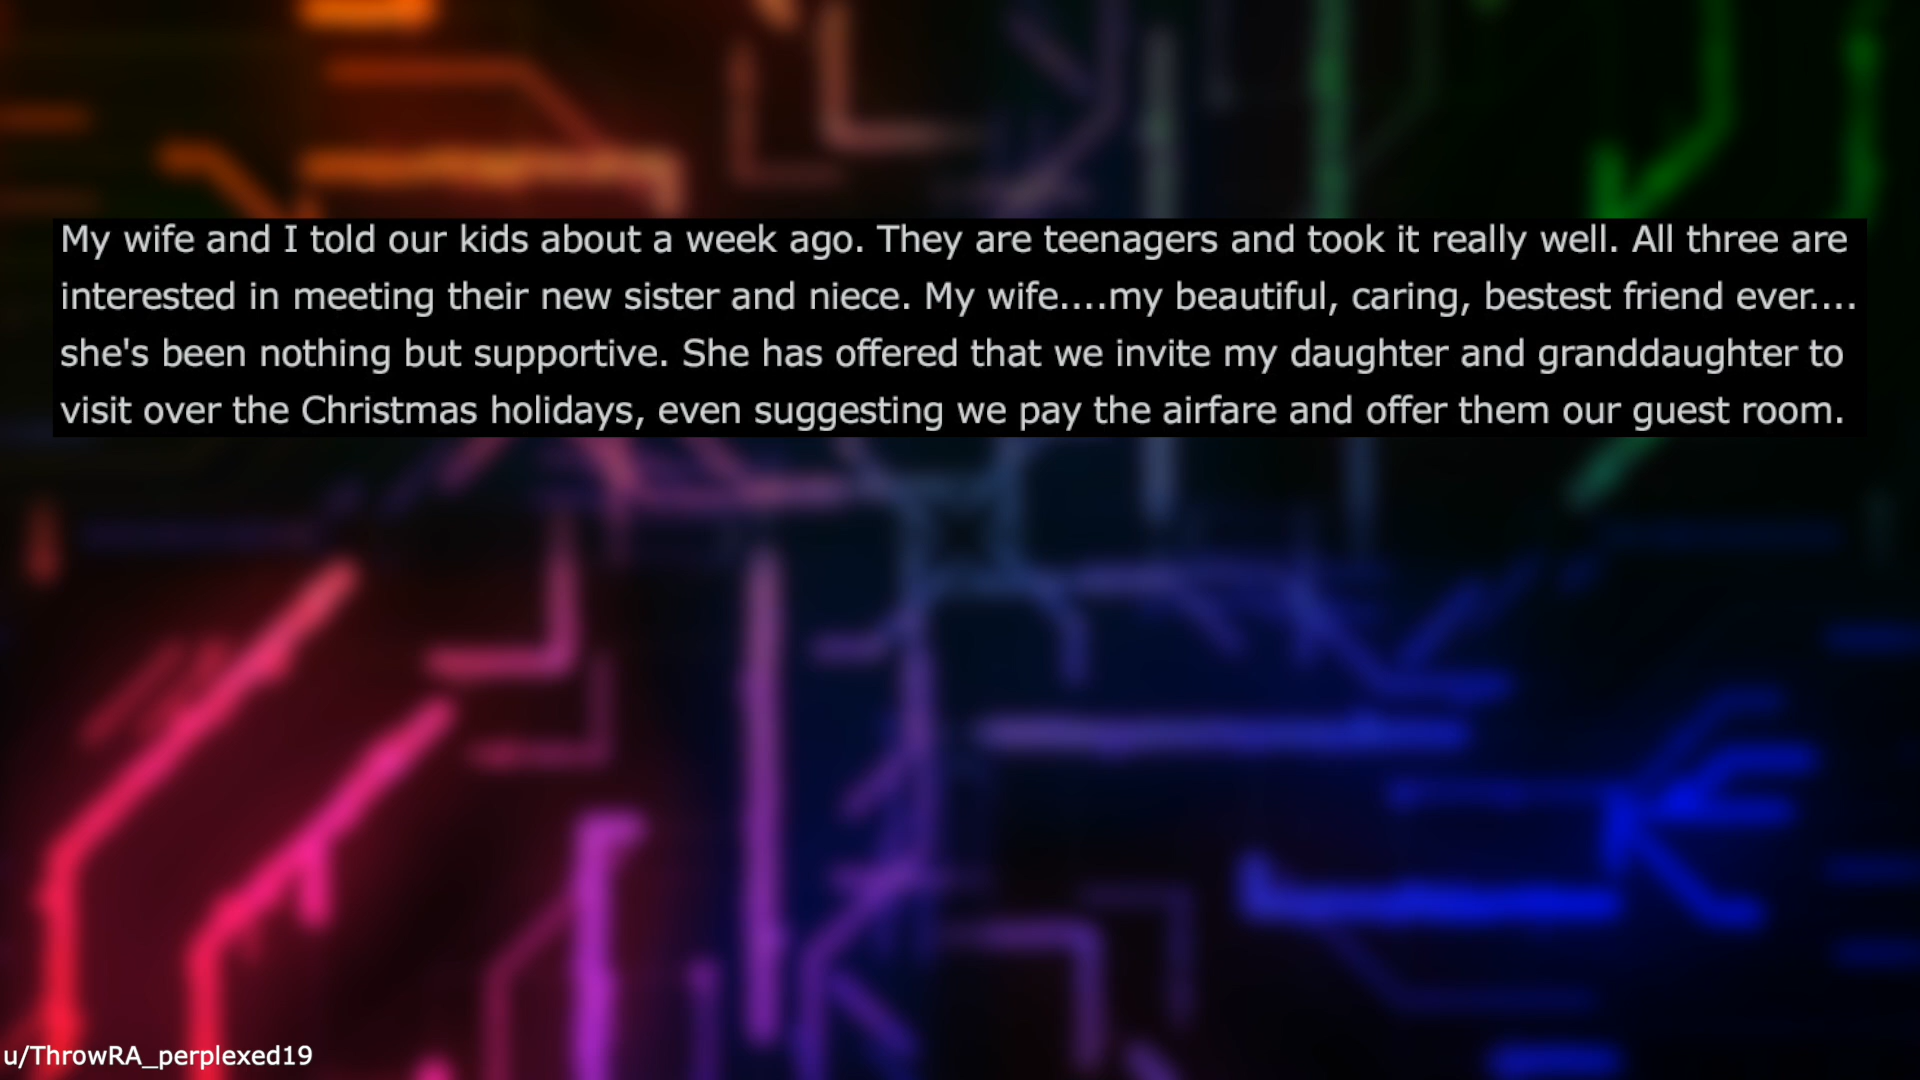 My wife and I told our kids about a week ago. They are teenagers and took it really well. All three are
interested in meeting their new sister and niece. My wife....my beautiful, caring, bestest friend ever....
she's been nothing but supportive. She has offered that we invite my daughter and granddaughter to
visit over the Christmas holidays, even suggesting we pay the airfare and offer them our guest room.
u/ThrowRA_perplexed19